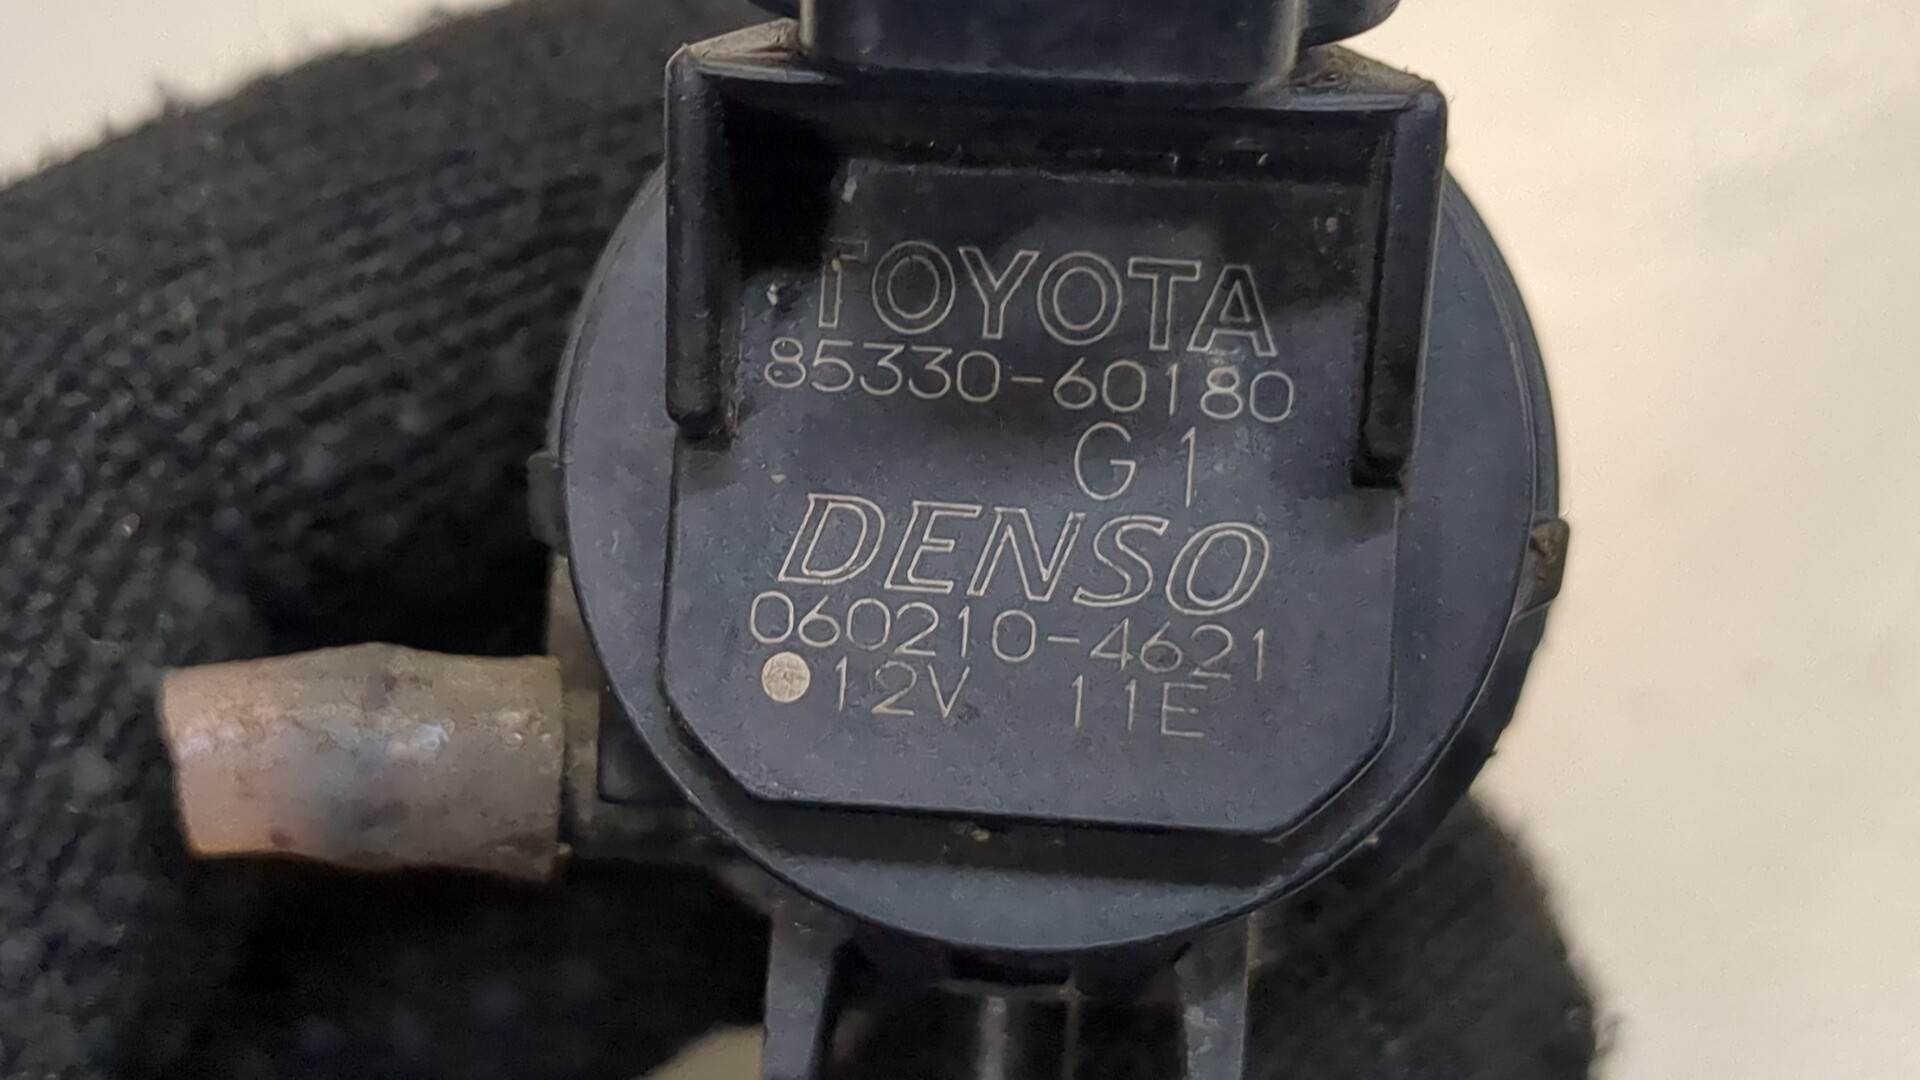 TOYOTA
85330-60180
G1
DENSO
060210-4621
12V 11E